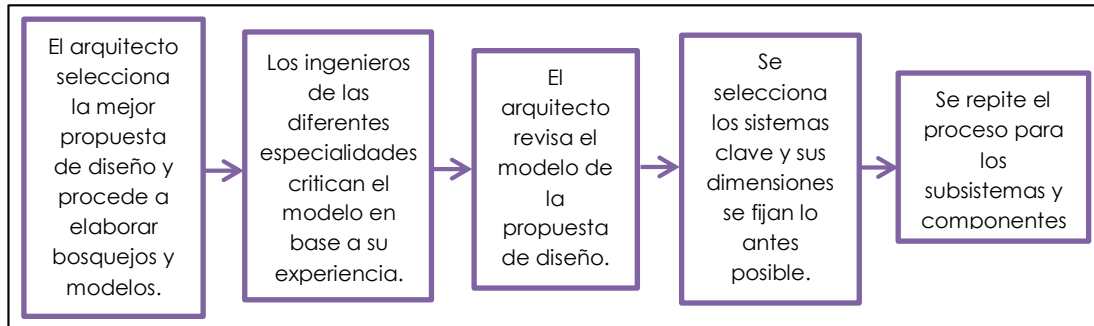 El arquitecto
selecciona
la mejor
propuesta
de diseño y
procede a
elaborar
bosquejos y
modelos.
Los ingenieros
de las
diferentes
especialidades
critican el
modelo en
base a su
experiencia.
El
arquitecto
revisa el
modelo de
la
propuesta
de diseño.
Se
selecciona
los sistemas
clave y sus
dimensiones
se fijan lo
antes
posible.
Se repite el
proceso para
los
subsistemas y
componentes